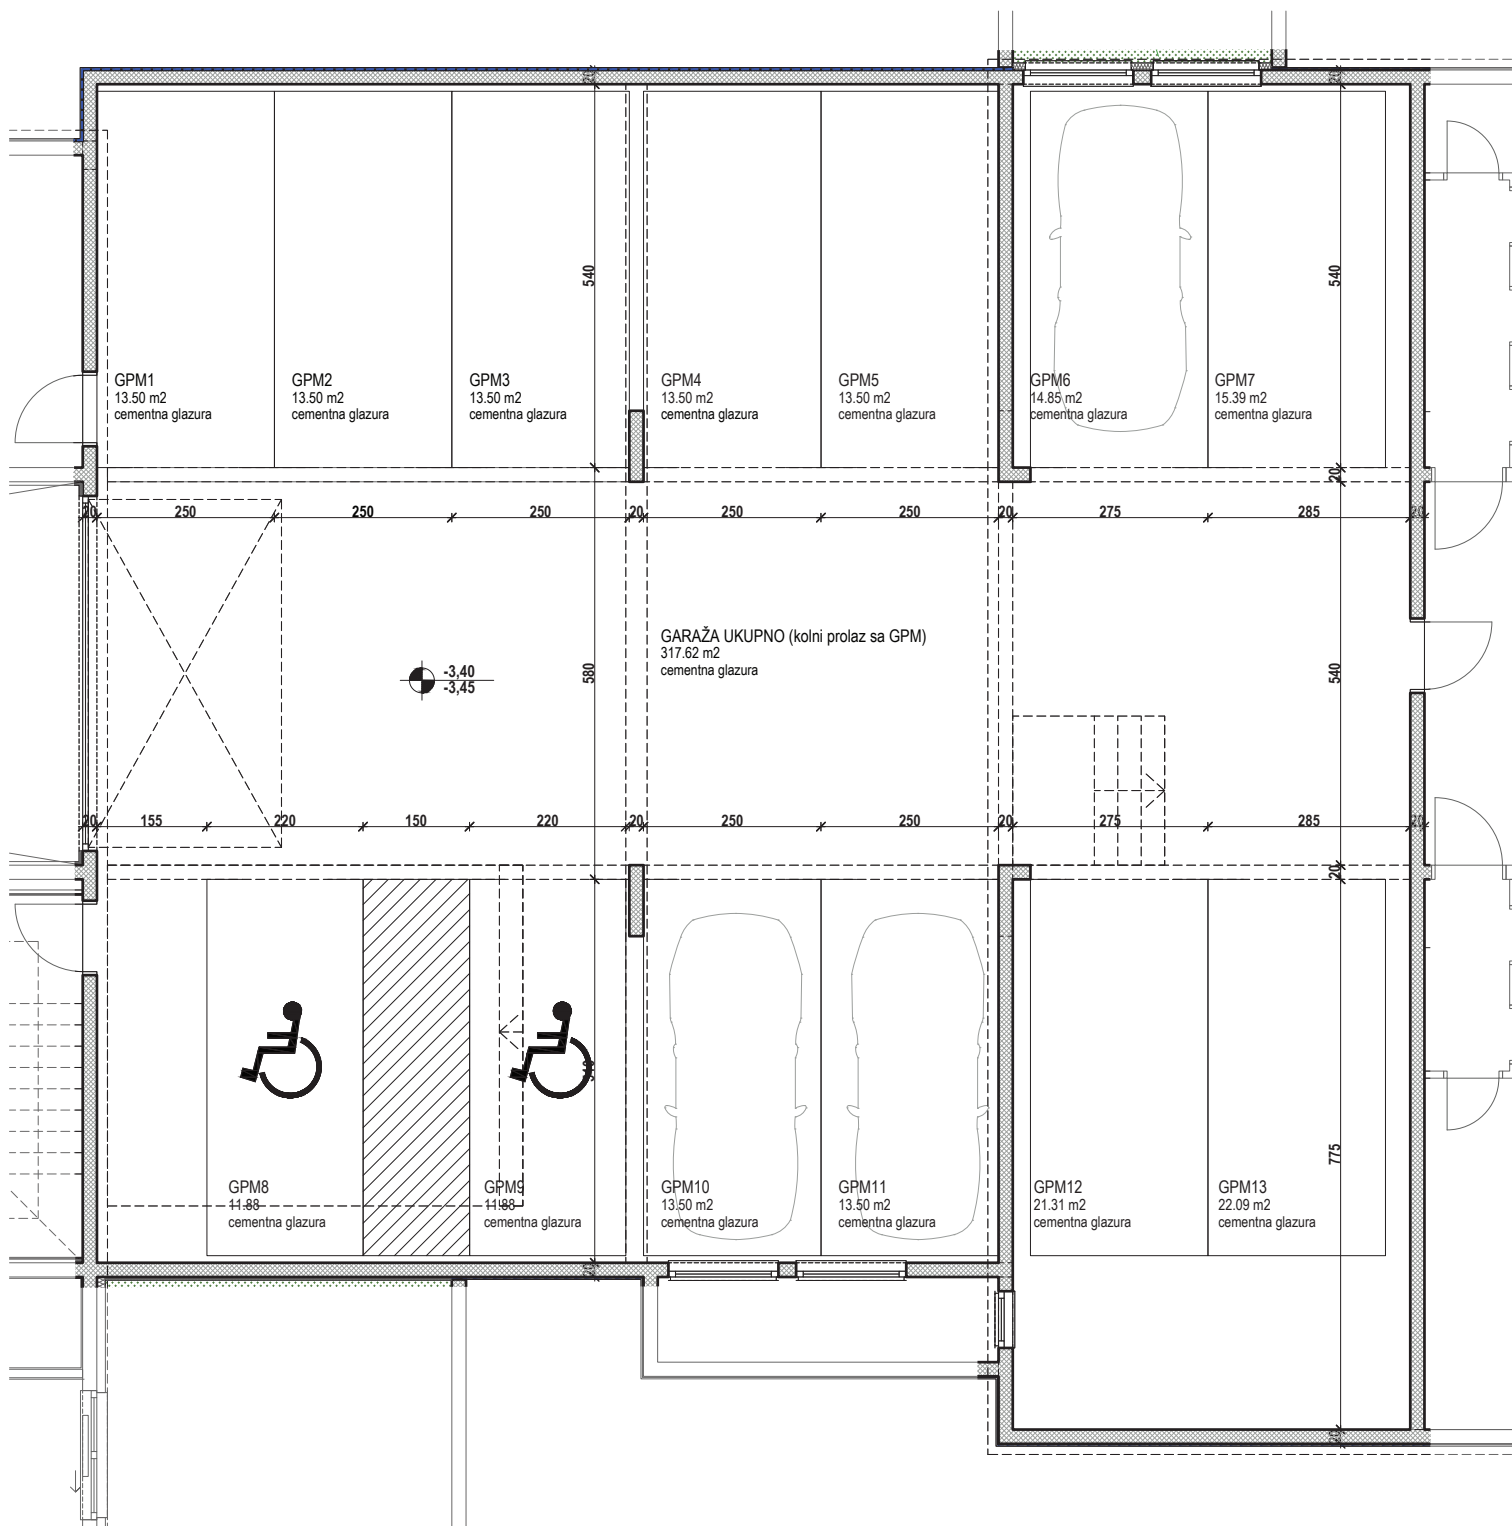 20
20
GPM1
13.50 m2
cementna glazura
GPM2
13.50 m2
cementna glazura
GPM3
13.50 m2
cementna glazura
540
GPM4
13.50 m2
cementna glazura
GPM5
13.50 m2
cementna glazura
GPM6
14.85 m2
cementna glazura
GPM7
15.39 m2
cementna glazura
540
20
20 250 250 250 20 250 250 20 275 285 20
GARAŽA UKUPNO (kolni prolaz sa GPM)
317.62 m2
cementna glazura
-3,40
-3,45
580
540
20 155 220 150 220 20 250 250 20 275 285 20
20
775
GPM8
11.88
cementna glazura
GPM9
11.88
cementna glazura
GPM10
13.50 m2
cementna glazura
GPM11
13.50 m2
cementna glazura
GPM12
21.31 m2
cementna glazura
GPM13
22.09 m2
cementna glazura
20
20